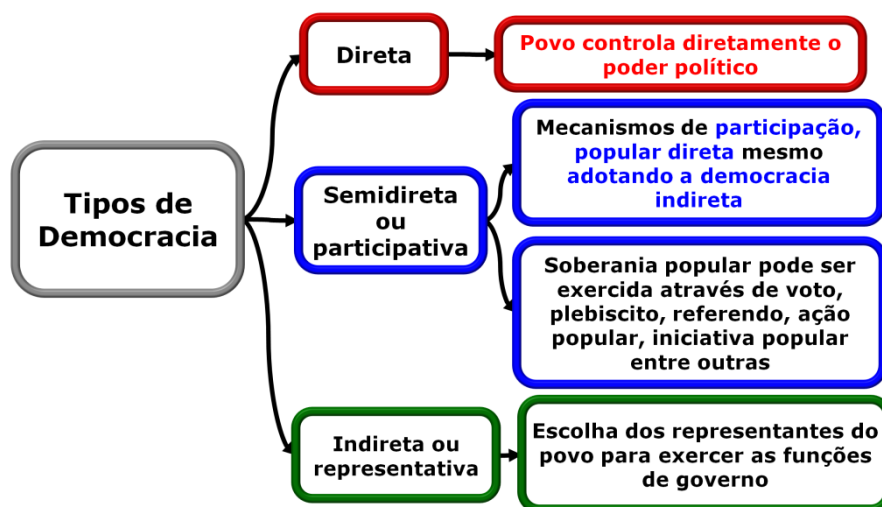 Tipos de
Democracia
Direta
Povo controla diretamente o
poder político
Semidireta
ou
participativa
Mecanismos de participação,
popular direta mesmo
adotando a democracia
indireta
Soberania popular pode ser
exercida através de voto,
plebiscito, referendo, ação
popular, iniciativa popular
entre outras
Indireta ou
representativa
Escolha dos representantes do
povo para exercer as funções
de governo